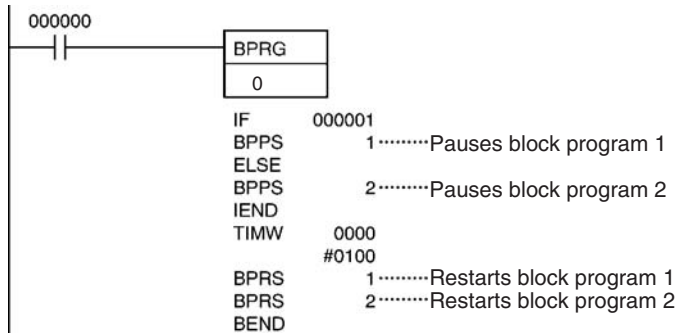 000000
BPRG
0
IF 000001
BPPS 1 ········· Pauses block program 1
ELSE
BPPS 2 ········· Pauses block program 2
IEND
TIMW 0000
#0100
BPRS 1 ········· Restarts block program 1
BPRS 2 ········· Restarts block program 2
BEND